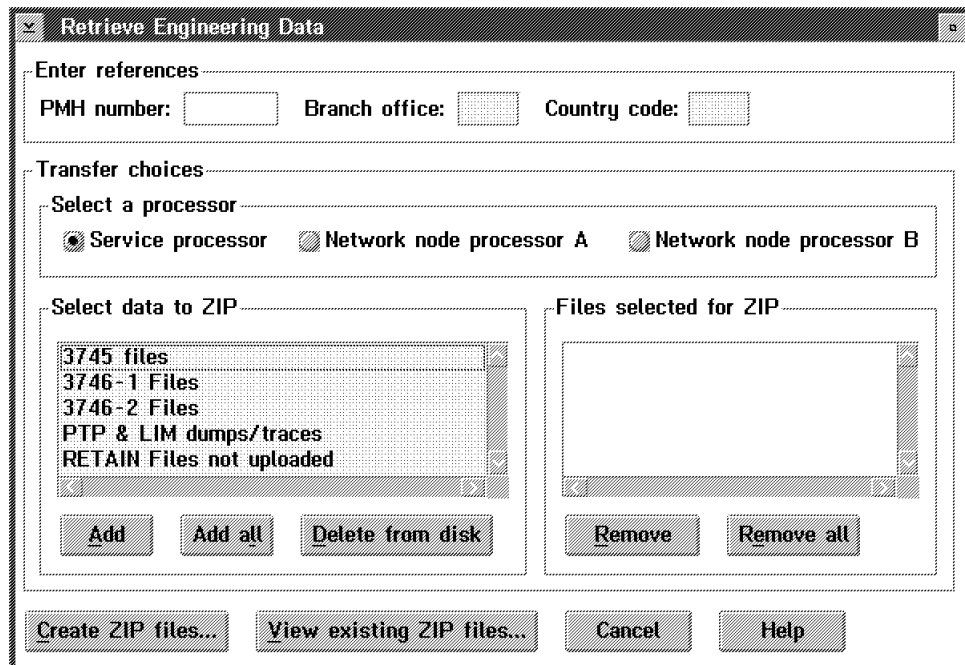 Retrieve Engineering Data
Enter references
PMH number: Branch office: Country code:
Transfer choices
Select a processor
Service processor Network node processor A Network node processor B
Select data to ZIP Files selected for ZIP
3745 files
3746-1 Files
3746-2 Files
PTP & LIM dumps/traces
RETAIN Files not uploaded
Add Add all Delete from disk Remove Remove all
Create ZIP files... View existing ZIP files... Cancel Help